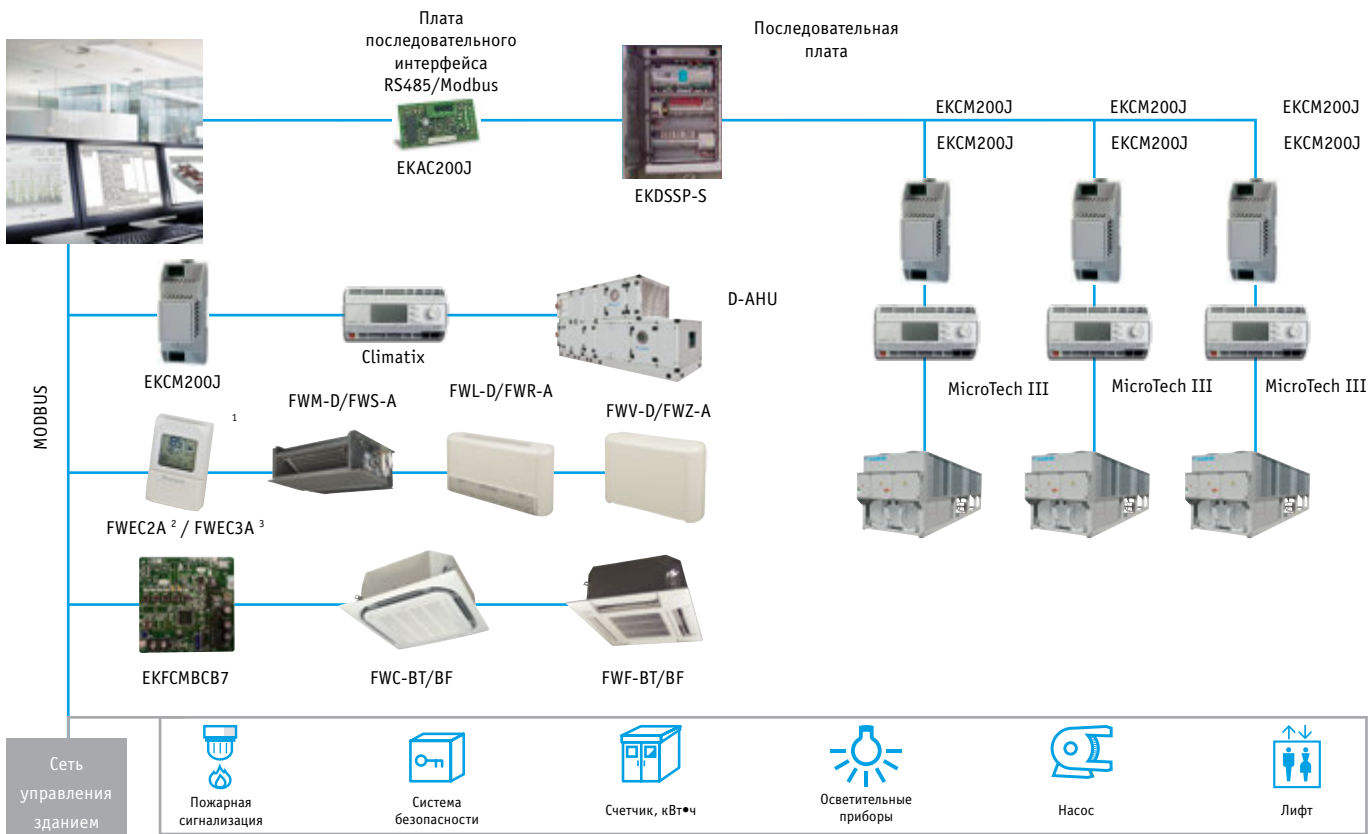 Плата
последовательного
интерфейса
RS485/Modbus
Последовательная
плата
EKAC200J
EKDSSP-S
EKCM200J EKCM200J EKCM200J
EKCM200J EKCM200J EKCM200J
MODBUS
EKCM200J
Climatix
D-AHU
MicroTech III MicroTech III MicroTech III
1
FWM-D/FWS-A
FWL-D/FWR-A
FWV-D/FWZ-A
FWEC2A 2 / FWEC3A 3
EKFCMBCB7
FWC-BT/BF
FWF-BT/BF
Сеть
управления
зданием
Пожарная
сигнализация
Система
безопасности
Счетчик, кВт•ч
Осветительные
приборы
Насос
Лифт